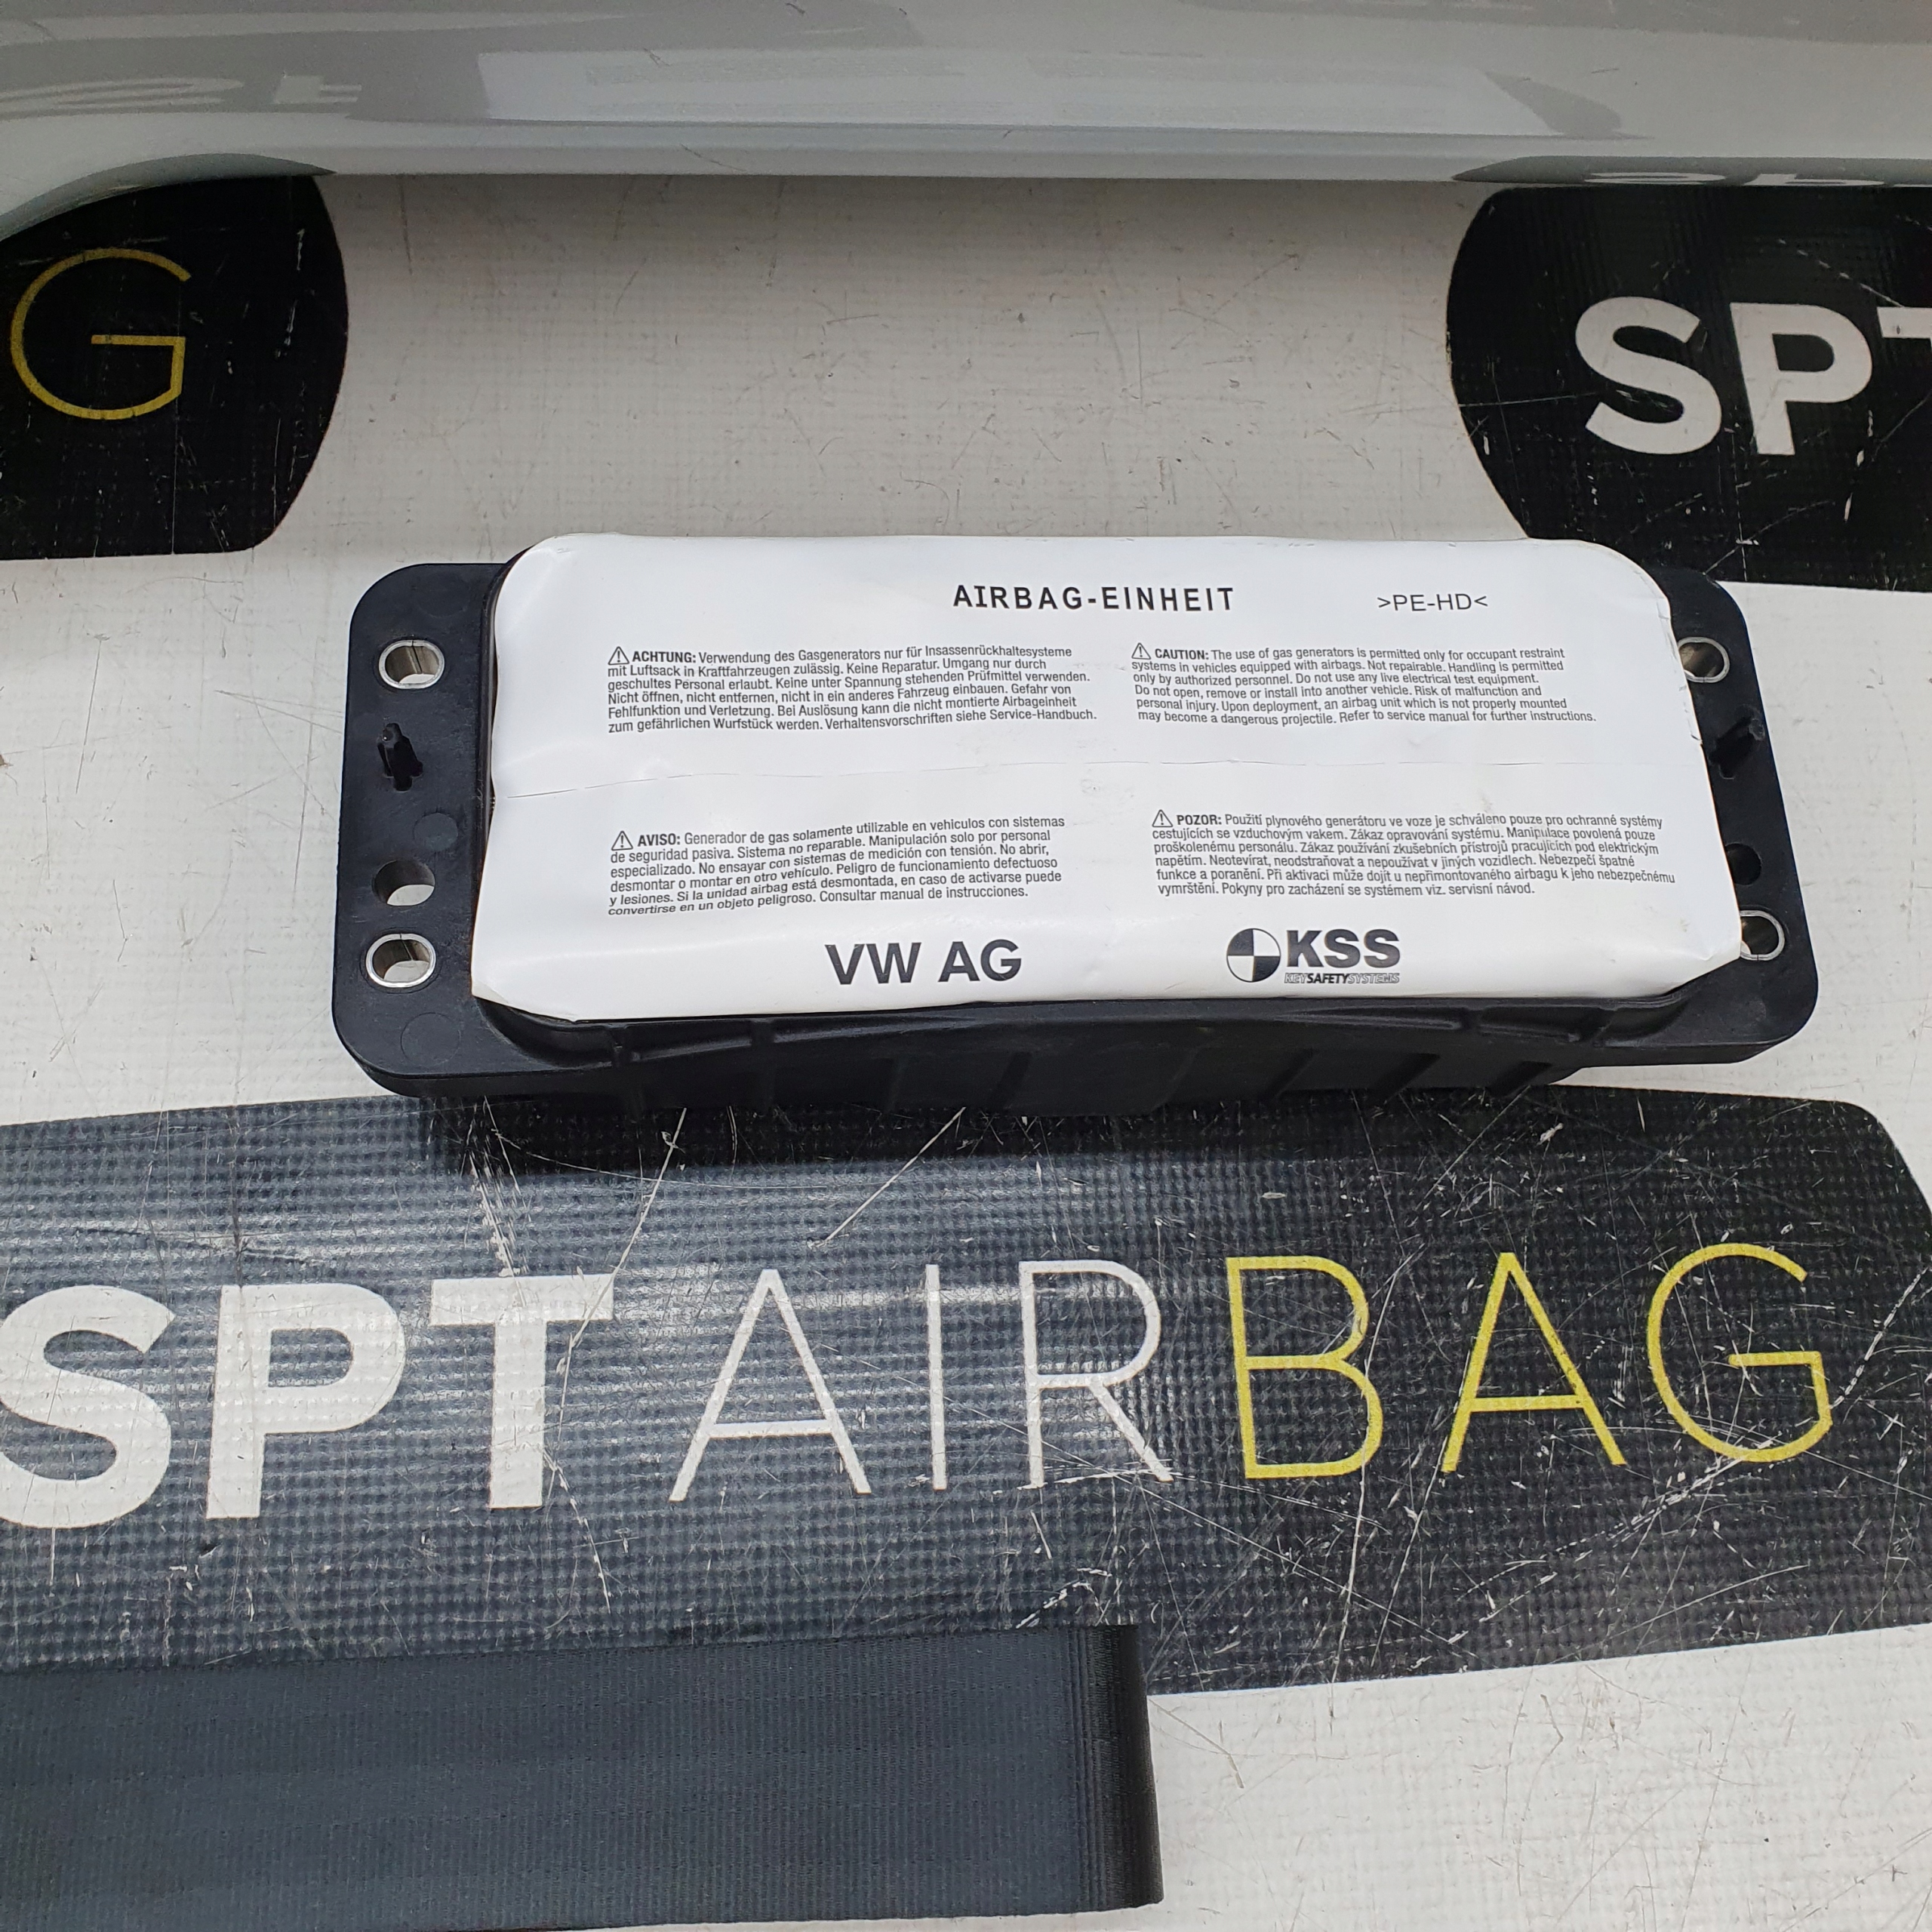 G
SPT
AIRBAG-EINHEIT
>PE-HD<
⚠ ACHTUNG: Verwendung des Gasgenerators nur für Insassenrückhaltesysteme
mit Luftsack in Kraftfahrzeugen zulässig. Keine Reparatur. Umgang nur durch
geschultes Personal erlaubt. Keine unter Spannung stehenden Prüfmittel verwenden.
Nicht öffnen, nicht entfernen, nicht in ein anderes Fahrzeug einbauen. Gefahr von
Fehlfunktion und Verletzung. Bei Auslösung kann die nicht montierte Airbageinheit
zum gefährlichen Wurfstück werden. Verhaltensvorschriften siehe Service-Handbuch.
⚠ CAUTION: The use of gas generators is permitted only for occupant restraint
systems in vehicles equipped with airbags. Not repairable. Handling is permitted
only by authorized personnel. Do not use any live electrical test equipment.
Do not open, remove or install into another vehicle. Risk of malfunction and
personal injury. Upon deployment, an airbag unit which is not properly mounted
may become a dangerous projectile. Refer to service manual for further instructions.
⚠ AVISO: Generador de gas solamente utilizable en vehiculos con sistemas
de seguridad pasiva. Sistema no reparable. Manipulación solo por personal
especializado. No ensayar con sistemas de medición con tensión. No abrir,
desmontar o montar en otro vehículo. Peligro de funcionamiento defectuoso
y lesiones. Si la unidad airbag está desmontada, en caso de activarse puede
convertirse en un objeto peligroso. Consultar manual de instrucciones.
⚠ POZOR: Použití plynového generátoru ve voze je schváleno pouze pro ochranné systémy
cestujících se vzduchovým vakem. Zákaz opravování systému. Manipulace povolená pouze
proškolenému personálu. Zákaz používání zkušebních přístrojů pracujících pod elektrickým
napětím. Neotevírat, neodstraňovat a nepoužívat v jiných vozidlech. Nebezpečí špatné
funkce a poranění. Při aktivaci může dojít u nepřimontovaného airbagu k jeho nebezpečnému
vymrštění. Pokyny pro zacházení se systémem viz. servisní návod.
VW AG
KSS
KEYSAFETYSYSTEMS
SPT AIRBAG